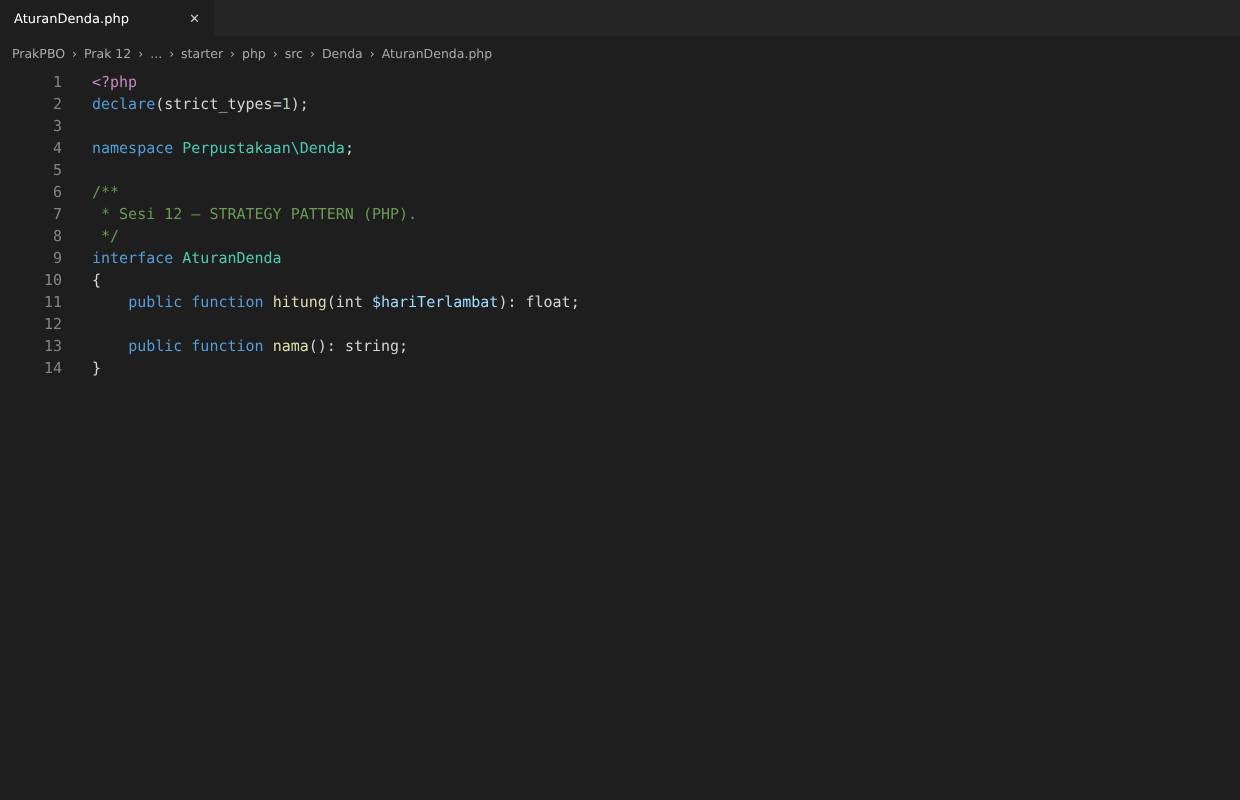 AturanDenda.php ✕
PrakPBO › Prak 12 › ... › starter › php › src › Denda › AturanDenda.php
1 <?php
2 declare(strict_types=1);
3
4 namespace Perpustakaan\Denda;
5
6 /**
7  * Sesi 12 — STRATEGY PATTERN (PHP).
8  */
9 interface AturanDenda
10 {
11     public function hitung(int $hariTerlambat): float;
12
13     public function nama(): string;
14 }